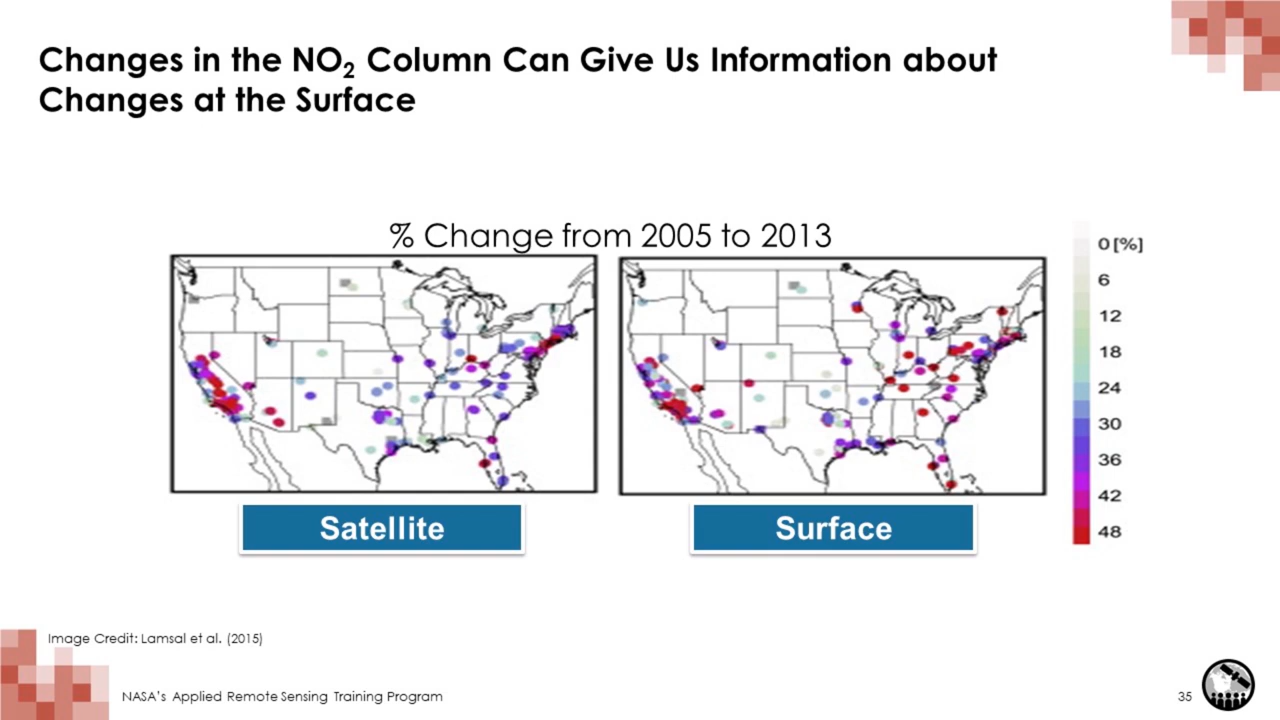 Changes in the NO₂ Column Can Give Us Information about
Changes at the Surface
% Change from 2005 to 2013
0 [%]
6
12
18
24
30
36
42
48
Satellite
Surface
Image Credit: Lamsal et al. (2015)
NASA’s Applied Remote Sensing Training Program
35